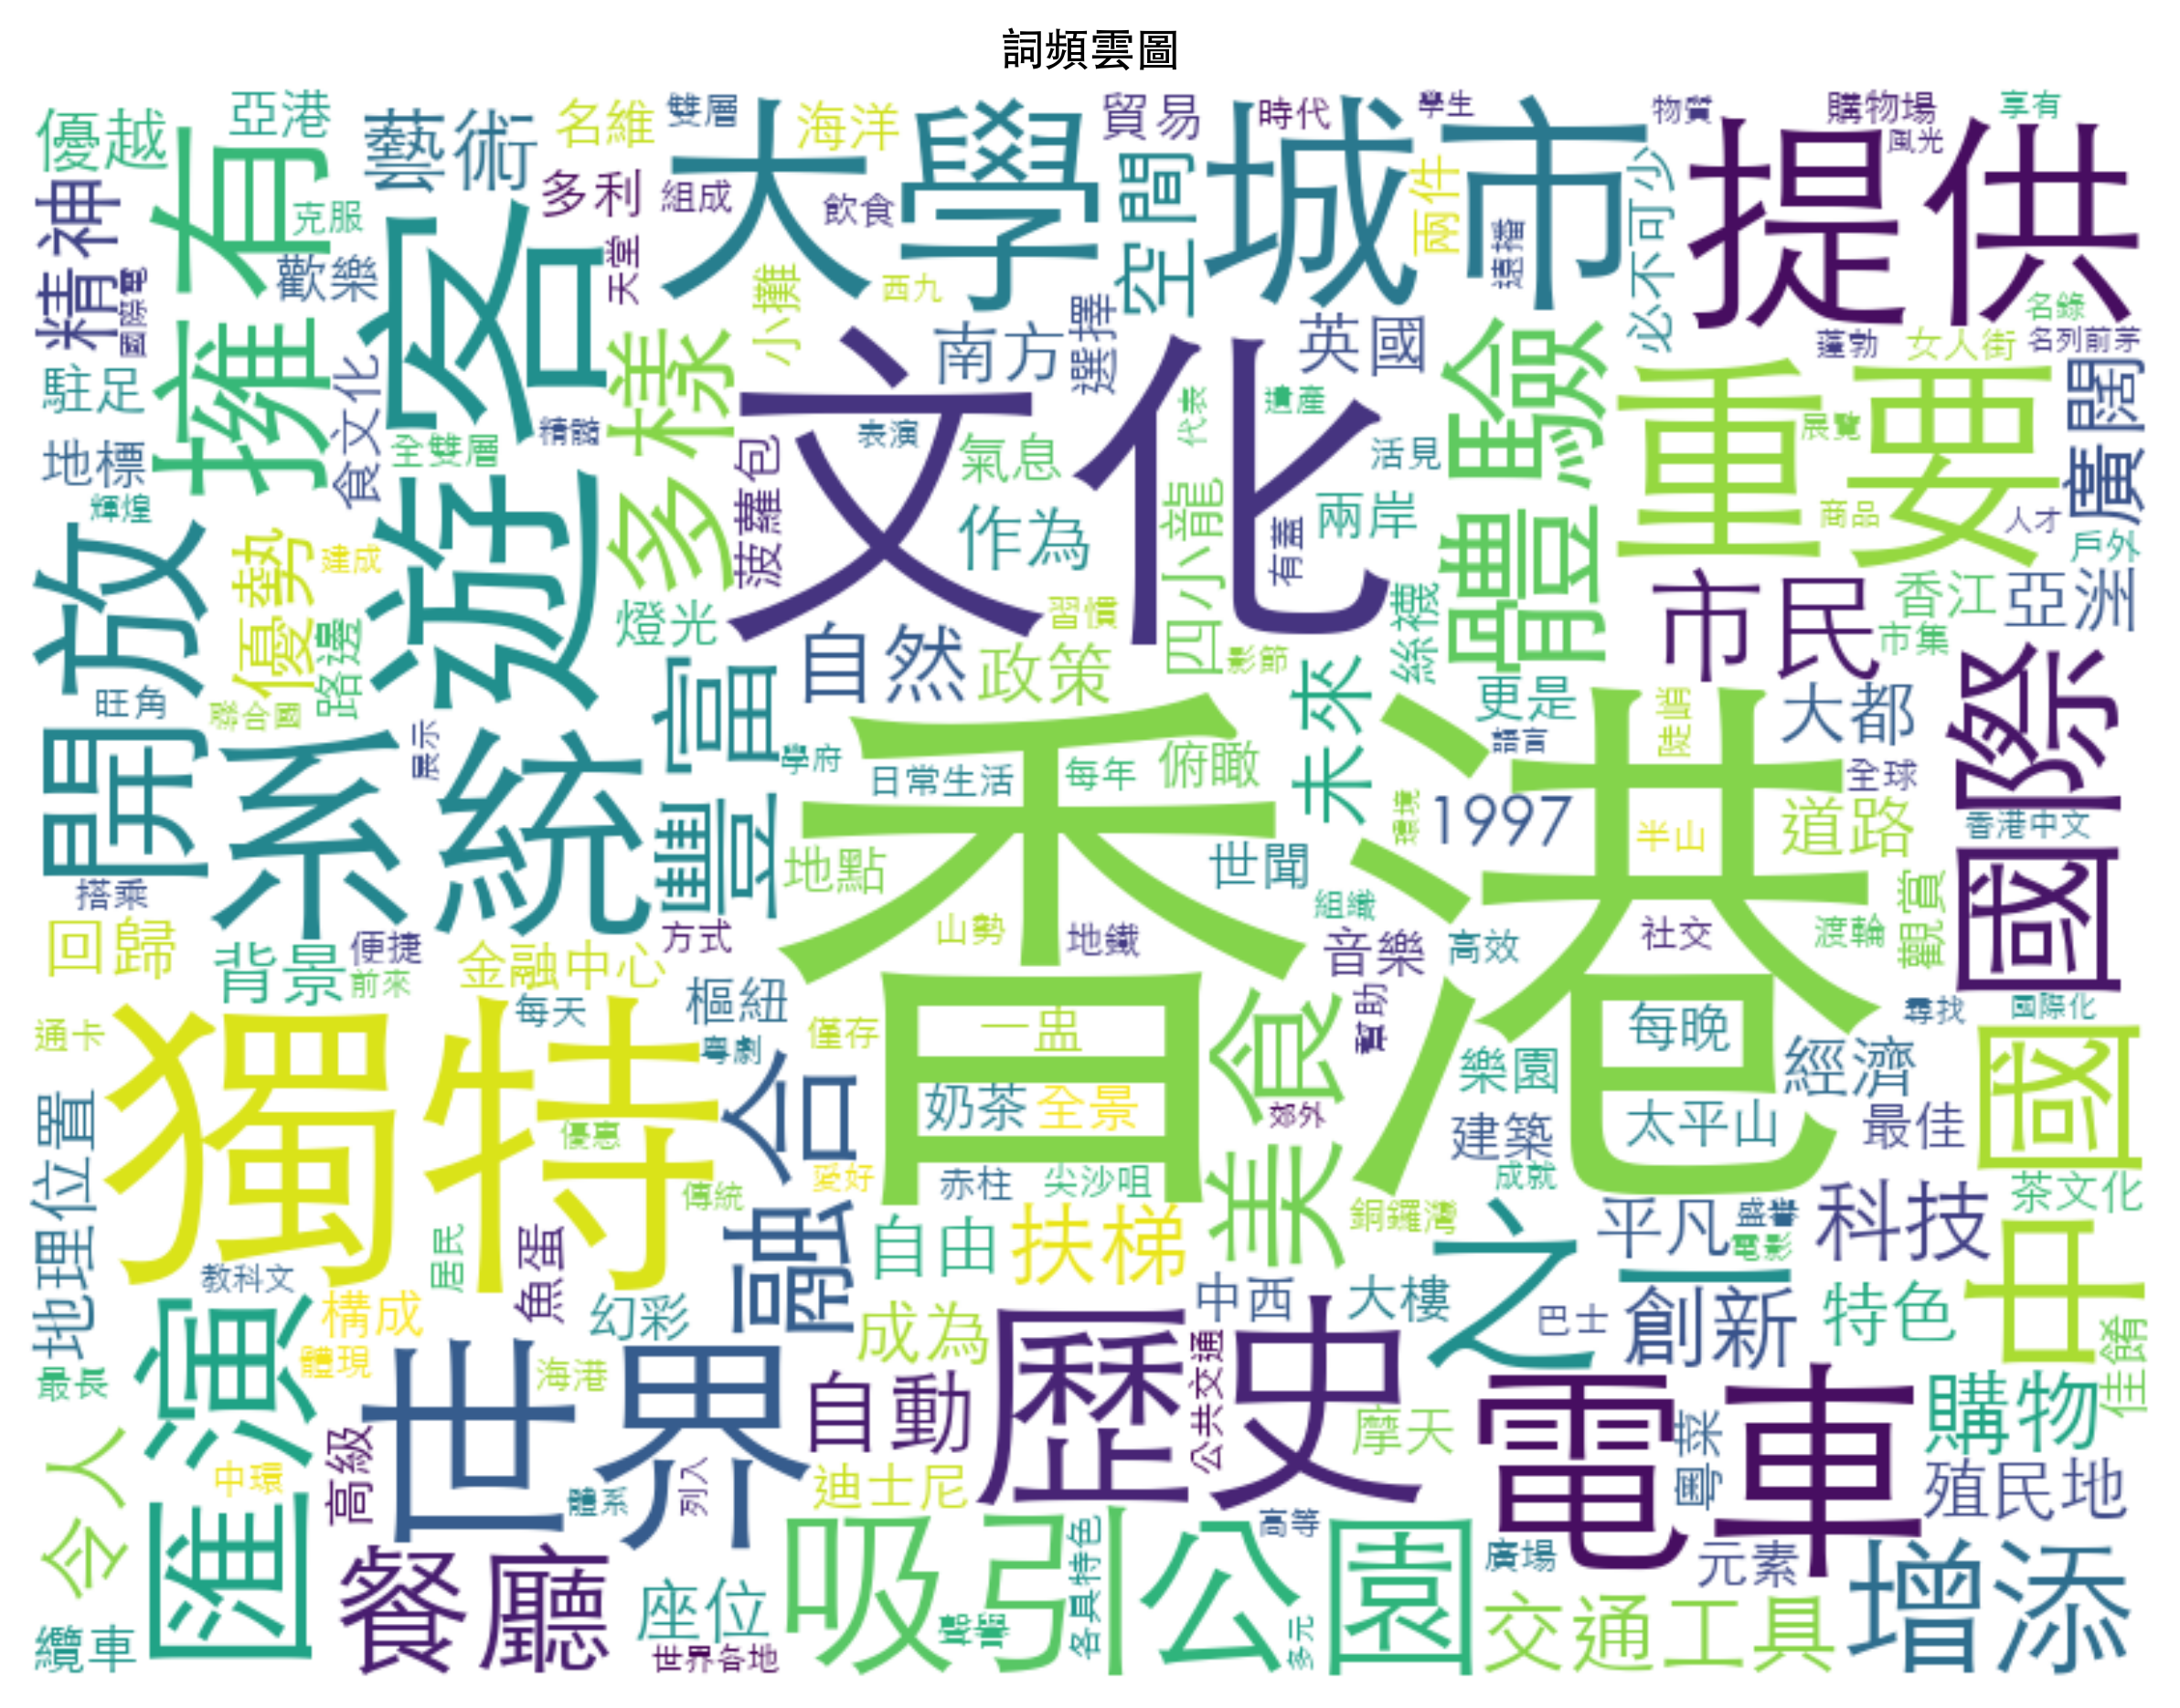 詞頻雲圖
優越
亞港
藝術
名維
雙層
大學
海洋
貿易
城市
時代
學生
物質
購物場
風光
享有
提供
精神
擁有
克服
歡樂
多利
組成
飲食
空間
兩件
必不可少
天堂
小攤
西九
選擇
南方
英國
遊客
多樣
文化
體驗
重要
名錄
蓬勃
女人街
名列前茅
廣闊
駐足
地標
食文化
全雙層
精髓
表演
氣息
代表
遺產
活見
展覽
輝煌
菠蘿包
作為
四小龍
有蓋
兩岸
商品
人才
戶外
開放
優勢
建成
路邊
燈光
習慣
影節
絲襪
市民
香江
市集
亞洲
旺角
聯合國
展示
系統
豐富
自然
政策
未來
更是
陡峭
語言
大都
國際
學府
日常生活
每年
俯瞰
香港
環境
1997
半山
道路
全球
香港中文
搭乘
地點
世聞
組織
觀賞
回歸
背景
便捷
前來
金融中心
方式
山勢
地鐵
音樂
高效
社交
渡輪
通卡
獨特
每天
樞紐
粵劇
僅存
一盅
美食
幫助
每晚
尋找
國際化
中國
融合
奶茶
全景
郊外
樂園
經濟
建築
太平山
最佳
地理位置
優惠
愛好
赤柱
尖沙咀
成就
茶文化
傳統
銅鑼灣
教科文
居民
魚蛋
自由
扶梯
之一
平凡
電影
科技
匯演
構成
體現
幻彩
成為
中西
大樓
巴士
創新
特色
佳餚
最長
世界
海港
自動
歷史
公共交通
摩天
電車
粵菜
購物
令人
中環
高級
體系
列入
迪士尼
高等
殖民地
纜車
餐廳
座位
世界各地
吸引
各具特色
公園
多元
廣場
元素
交通工具
增添